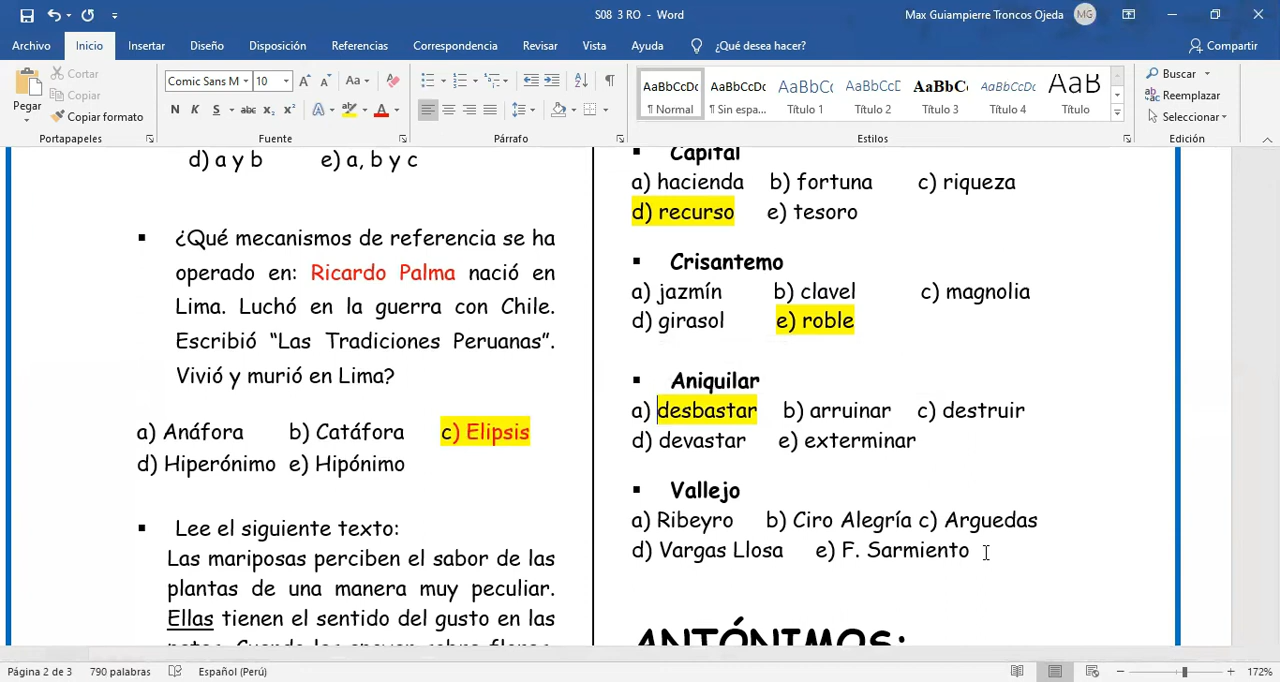 S08 3 RO - Word
Max Guiampierre Troncos Ojeda MG
Archivo Inicio Insertar Diseño Disposición Referencias Correspondencia Revisar Vista Ayuda ¿Qué desea hacer? Compartir
Pegar
Cortar
Copiar
Copiar formato
Portapapeles
Comic Sans M 10
Fuente
Párrafo
AaBbCcDc AaBbCcDc AaBbCc AaBbCcD AaBbC AaBbCcDc AaB
¶ Normal ¶ Sin espa... Título 1 Título 2 Título 3 Título 4 Título
Estilos
Buscar
Reemplazar
Seleccionar
Edición
d) a y b e) a, b y c
▪ ¿Qué mecanismos de referencia se ha
operado en: Ricardo Palma nació en
Lima. Luchó en la guerra con Chile.
Escribió “Las Tradiciones Peruanas”.
Vivió y murió en Lima?
a) Anáfora b) Catáfora c) Elipsis
d) Hiperónimo e) Hipónimo
▪ Lee el siguiente texto:
Las mariposas perciben el sabor de las
plantas de una manera muy peculiar.
Ellas tienen el sentido del gusto en las
▪ Capital
a) hacienda b) fortuna c) riqueza
d) recurso e) tesoro
▪ Crisantemo
a) jazmín b) clavel c) magnolia
d) girasol e) roble
▪ Aniquilar
a) desbastar b) arruinar c) destruir
d) devastar e) exterminar
▪ Vallejo
a) Ribeyro b) Ciro Alegría c) Arguedas
d) Vargas Llosa e) F. Sarmiento
ANTÓNIMOS:
Página 2 de 3 790 palabras Español (Perú) 172%